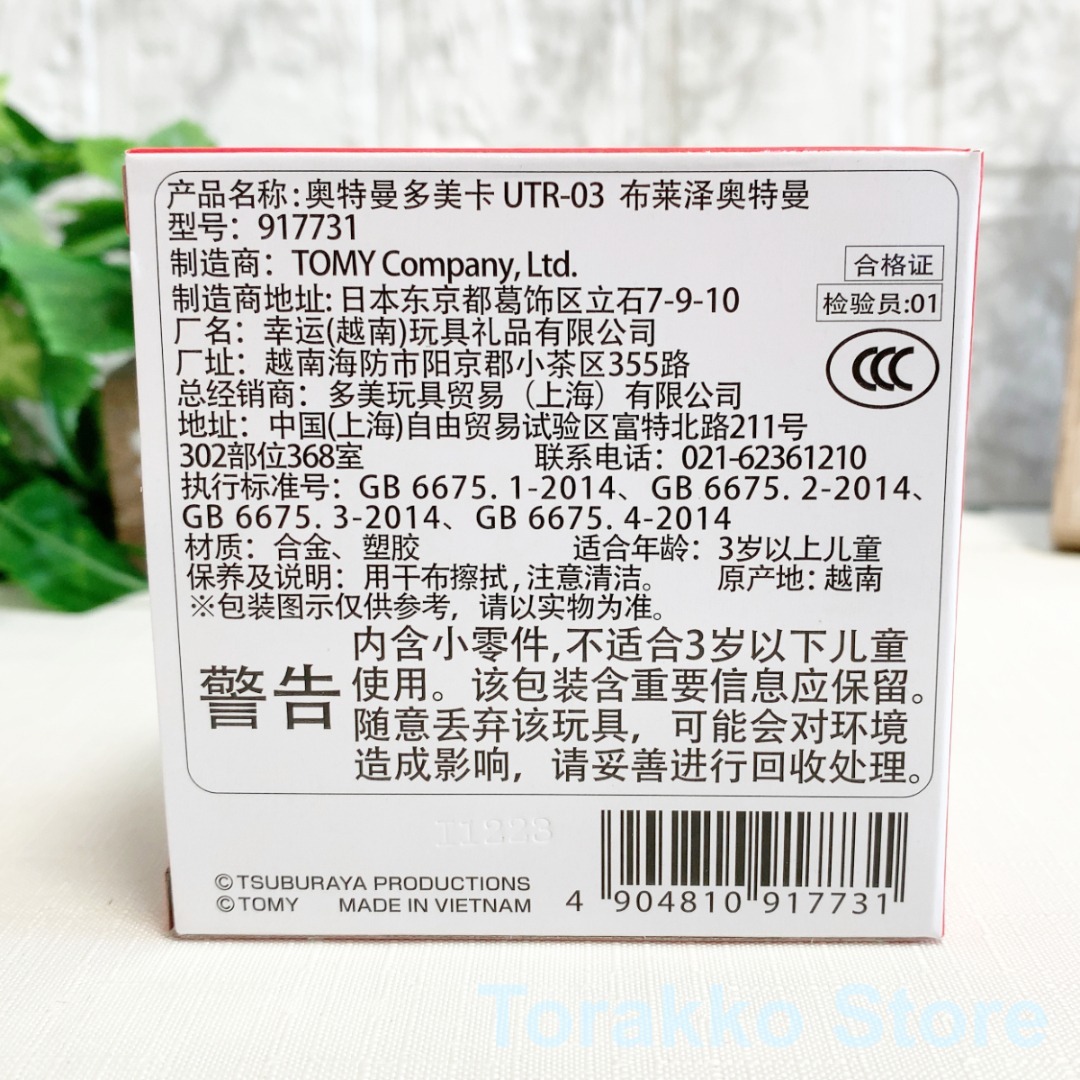 产品名称:奥特曼多美卡 UTR-03 布莱泽奥特曼
型号：917731
制造商：TOMY Company, Ltd.
合格证
制造商地址:日本东京都葛饰区立石7-9-10
检验员:01
厂名：幸运(越南)玩具礼品有限公司
厂址：越南海防市阳京郡小茶区355路
CCC
总经销商：多美玩具贸易（上海）有限公司
地址：中国(上海)自由贸易试验区富特北路211号
302部位368室 联系电话：021-62361210
执行标准号：GB 6675. 1-2014、GB 6675. 2-2014、
GB 6675. 3-2014、GB 6675. 4-2014
材质：合金、塑胶 适合年龄：3岁以上儿童
保养及说明：用干布擦拭,注意清洁。 原产地：越南
※包装图示仅供参考，请以实物为准。
警告
内含小零件,不适合3岁以下儿童
使用。该包装含重要信息应保留。
随意丢弃该玩具，可能会对环境
造成影响，请妥善进行回收处理。
I1223
©TSUBURAYA PRODUCTIONS
©TOMY MADE IN VIETNAM
4 904810 917731
Torakko Store